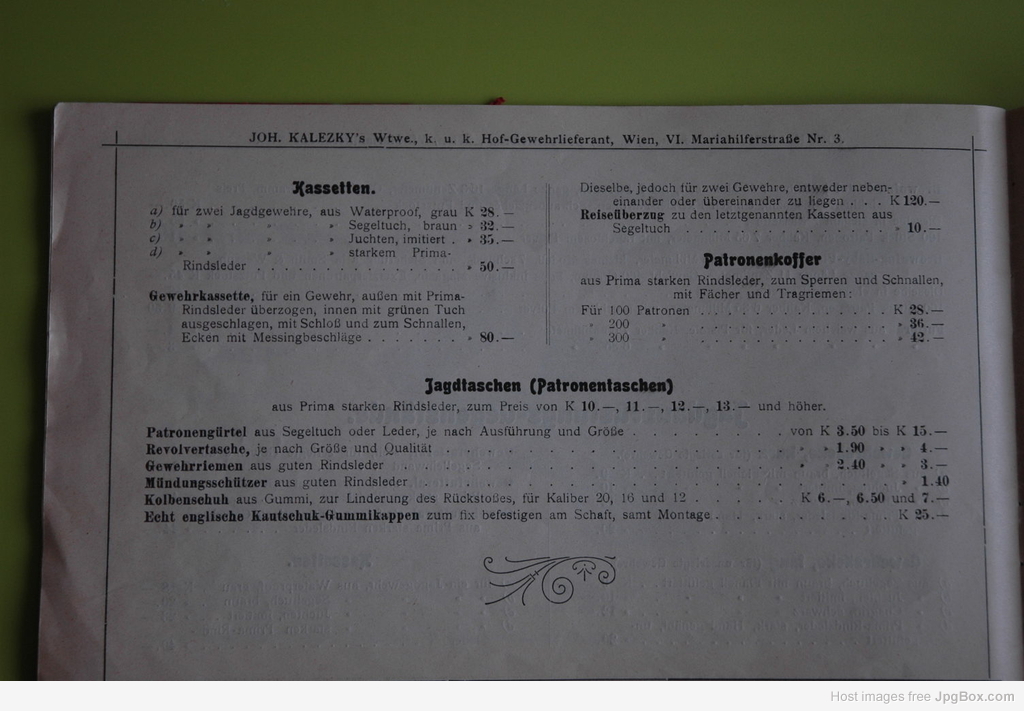 JOH. KALEZKY's Wtwe., k. u. k. Hof-Gewehrlieferant, Wien, VI. Mariahilferstraße Nr. 3.
Kassetten.
a) für zwei Jagdgewehre, aus Waterproof, grau K 28.—
b) » » » » Segeltuch, braun » 32.—
c) » » » » Juchten, imitiert . » 35.—
d) » » » » starkem Prima-
Rindsleder . . . . . . . . . . . . . . . » 50.—
Gewehrkassette, für ein Gewehr, außen mit Prima-
Rindsleder überzogen, innen mit grünen Tuch
ausgeschlagen, mit Schloß und zum Schnallen,
Ecken mit Messingbeschläge . . . . . . . » 80.—
Dieselbe, jedoch für zwei Gewehre, entweder neben-
einander oder übereinander zu liegen . . . K 120.—
Reiseüberzug zu den letztgenannten Kassetten aus
Segeltuch . . . . . . . . . . . . . . » 10.—
Patronenkoffer
aus Prima starken Rindsleder, zum Sperren und Schnallen,
mit Fächer und Tragriemen:
Für 100 Patronen . . . . . . . . . . . . . K 28.—
» 200 » . . . . . . . . . . . . . » 36.—
» 300 » . . . . . . . . . . . . . » 42.—
Jagdtaschen (Patronentaschen)
aus Prima starken Rindsleder, zum Preis von K 10.—, 11.—, 12.—, 13.— und höher.
Patronengürtel aus Segeltuch oder Leder, je nach Ausführung und Größe . . . . . . . . . von K 3.50 bis K 15.—
Revolvertasche, je nach Größe und Qualität . . . . . . . . . . . . . . . . . . . . » » 1.90 » » 4.—
Gewehrriemen aus guten Rindsleder . . . . . . . . . . . . . . . . . . . . . . » » 2.40 » » 3.—
Mündungsschützer aus guten Rindsleder . . . . . . . . . . . . . . . . . . . . . . . . . . » 1.40
Kolbenschuh aus Gummi, zur Linderung des Rückstoßes, für Kaliber 20, 16 und 12 . . . . . . K 6.—, 6.50 und 7.—
Echt englische Kautschuk-Gummikappen zum fix befestigen am Schaft, samt Montage . . . . . . . . . . K 25.—
Host images free JpgBox.com